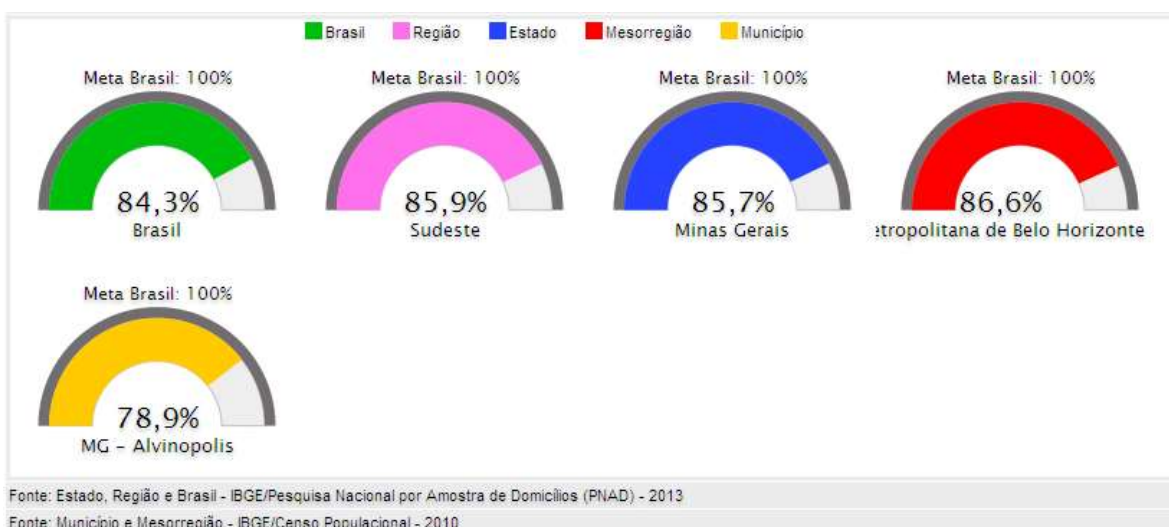 Brasil Região Estado Mesorregião Município
Meta Brasil: 100% Meta Brasil: 100% Meta Brasil: 100% Meta Brasil: 100%
84,3% 85,9% 85,7% 86,6%
Brasil Sudeste Minas Gerais etropolitana de Belo Horizonte
Meta Brasil: 100%
78,9%
MG - Alvinopolis
Fonte: Estado, Região e Brasil - IBGE/Pesquisa Nacional por Amostra de Domicílios (PNAD) - 2013
Fonte: Município e Mesorregião - IBGE/Censo Populacional - 2010